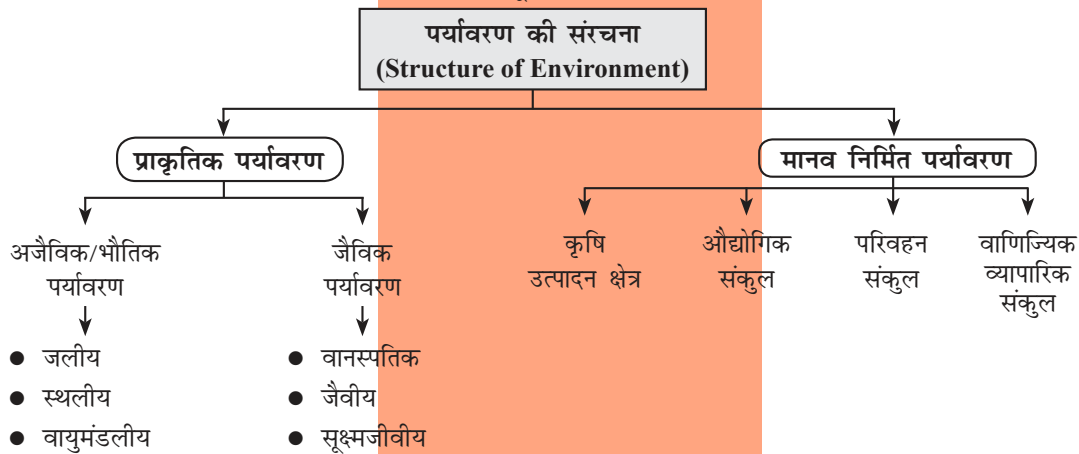 पर्यावरण की संरचना
(Structure of Environment)
प्राकृतिक पर्यावरण
मानव निर्मित पर्यावरण
अजैविक/भौतिक
पर्यावरण
जैविक
पर्यावरण
कृषि
उत्पादन क्षेत्र
औद्योगिक
संकुल
परिवहन
संकुल
वाणिज्यिक
व्यापारिक
संकुल
● जलीय
● स्थलीय
● वायुमंडलीय
● वानस्पतिक
● जैवीय
● सूक्ष्मजीवीय